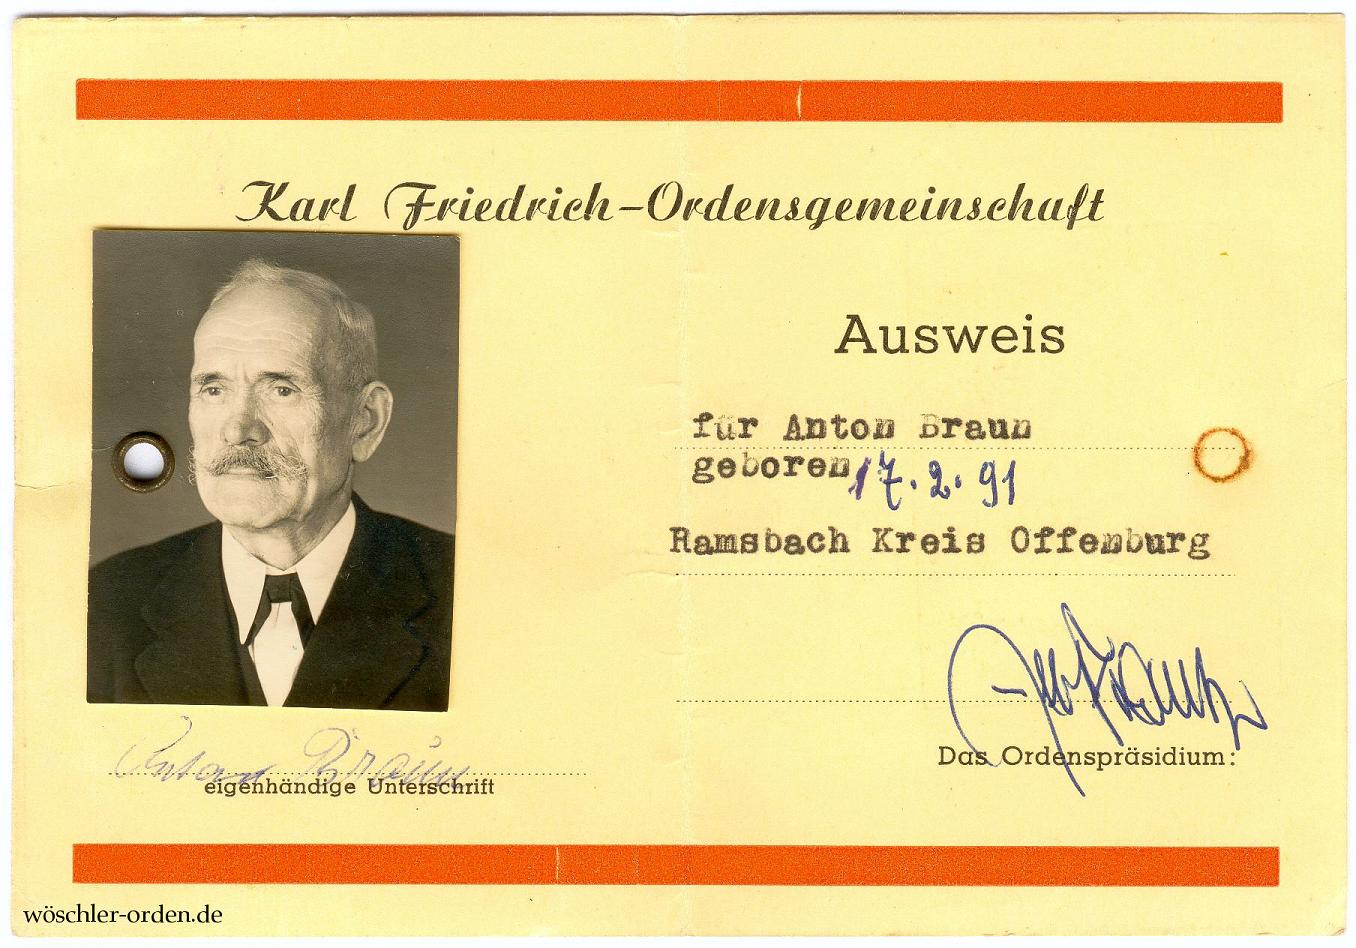 Karl Friedrich-Ordensgemeinschaft
Ausweis
für Anton Braun
geboren 17. 2. 91
Ramsbach Kreis Offenburg
Das Ordenspräsidium:
Anton Braun
eigenhändige Unterschrift
wöschler-orden.de